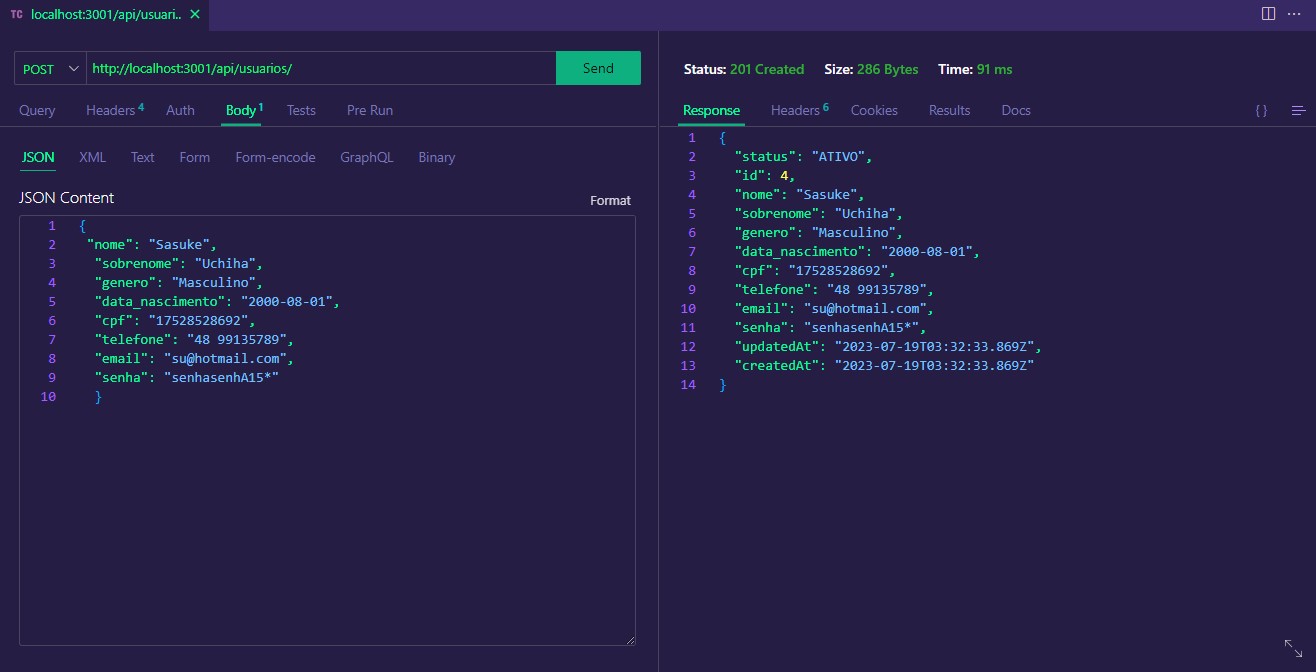 TC localhost:3001/api/usuari..
POST http://localhost:3001/api/usuarios/ Send
Query Headers 4 Auth Body 1 Tests Pre Run
JSON XML Text Form Form-encode GraphQL Binary
JSON Content
Format
1 {
2 "nome": "Sasuke",
3 "sobrenome": "Uchiha",
4 "genero": "Masculino",
5 "data_nascimento": "2000-08-01",
6 "cpf": "17528528692",
7 "telefone": "48 99135789",
8 "email": "su@hotmail.com",
9 "senha": "senhasenhA15*"
10 }
Status: 201 Created Size: 286 Bytes Time: 91 ms
Response Headers 6 Cookies Results Docs { }
1 {
2 "status": "ATIVO",
3 "id": 4,
4 "nome": "Sasuke",
5 "sobrenome": "Uchiha",
6 "genero": "Masculino",
7 "data_nascimento": "2000-08-01",
8 "cpf": "17528528692",
9 "telefone": "48 99135789",
10 "email": "su@hotmail.com",
11 "senha": "senhasenhA15*",
12 "updatedAt": "2023-07-19T03:32:33.869Z",
13 "createdAt": "2023-07-19T03:32:33.869Z"
14 }